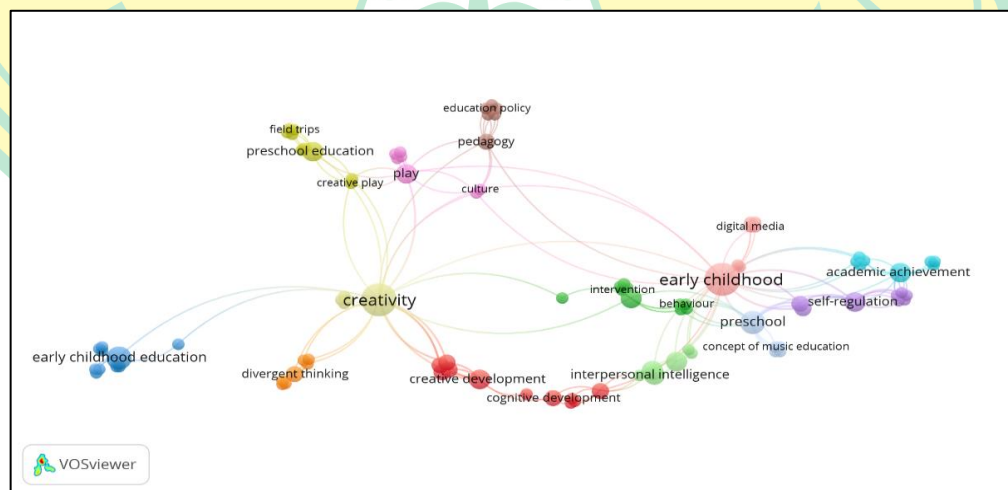 education policy
field trips
pedagogy
preschool education
play
creative play
culture
digital media
academic achievement
early childhood
intervention
creativity
behaviour
self-regulation
preschool
concept of music education
early childhood education
divergent thinking
creative development
interpersonal intelligence
cognitive development
VOSviewer